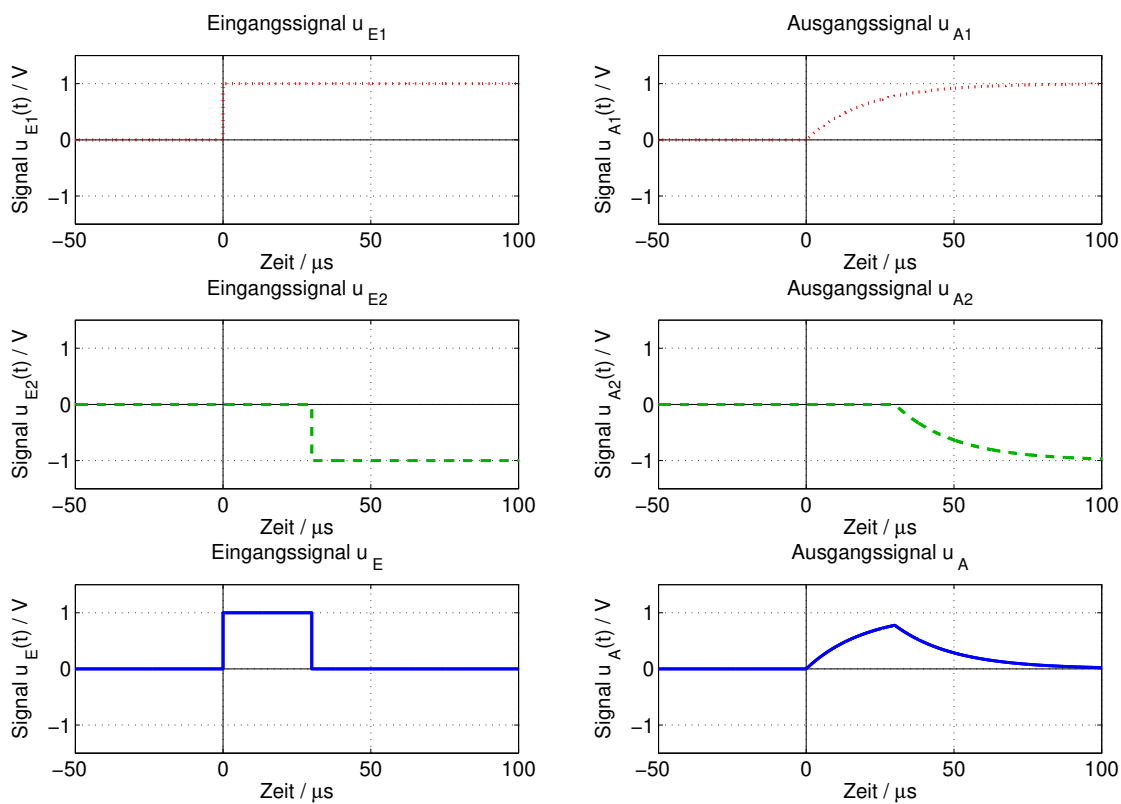 Eingangssignal u E1
Signal u E1(t) / V
1
0
−1
−50 0 50 100
Zeit / μs
Ausgangssignal u A1
Signal u A1(t) / V
1
0
−1
−50 0 50 100
Zeit / μs
Eingangssignal u E2
Signal u E2(t) / V
1
0
−1
−50 0 50 100
Zeit / μs
Ausgangssignal u A2
Signal u A2(t) / V
1
0
−1
−50 0 50 100
Zeit / μs
Eingangssignal u E
Signal u E(t) / V
1
0
−1
−50 0 50 100
Zeit / μs
Ausgangssignal u A
Signal u A(t) / V
1
0
−1
−50 0 50 100
Zeit / μs